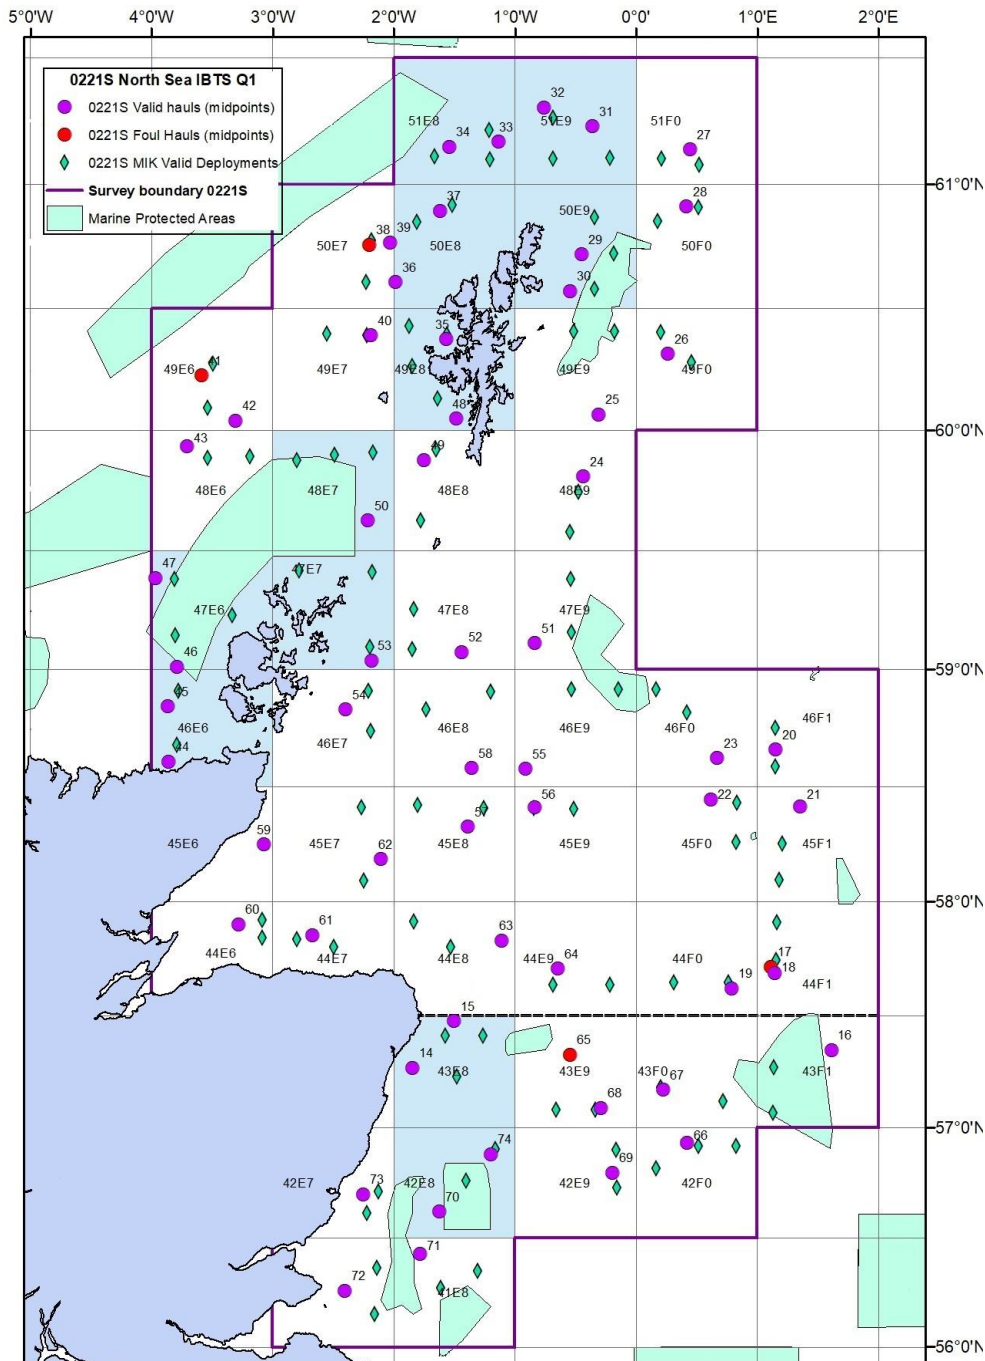 5°0'W 4°0'W 3°0'W 2°0'W 1°0'W 0°0' 1°0'E 2°0'E
0221S North Sea IBTS Q1
0221S Valid hauls (midpoints)
0221S Foul Hauls (midpoints)
0221S MIK Valid Deployments
Survey boundary 0221S
Marine Protected Areas
32
51E8 51E9 31 51F0
34 33 27
61°0'N
28
37
38 39 50E9
50E7 50E8 29 50F0
36 30
40 35
26
41
49E6 49E7 49E8 49E9 49F0
42 48 25
60°0'N
43 49
24
48E6 48E7 48E8 48E9
50
47 47E7
47E6 47E8 47E9
51
53 52
46
59°0'N
45 54
46E6 46E7 46E8 46E9 46F0 46F1
44 20
58 55 23
57 56 22 21
59
45E6 45E7 45E8 45E9 45F0 45F1
62
58°0'N
60 61 63
44E6 44E7 44E8 44E9 44F0 17
64 18
19 44F1
15
65 16
14 43E8 43E9 43F0 43F1
67
68
57°0'N
74 66
69
42E7 73 42E8 42E9 42F0
70
71
72 41E8
56°0'N